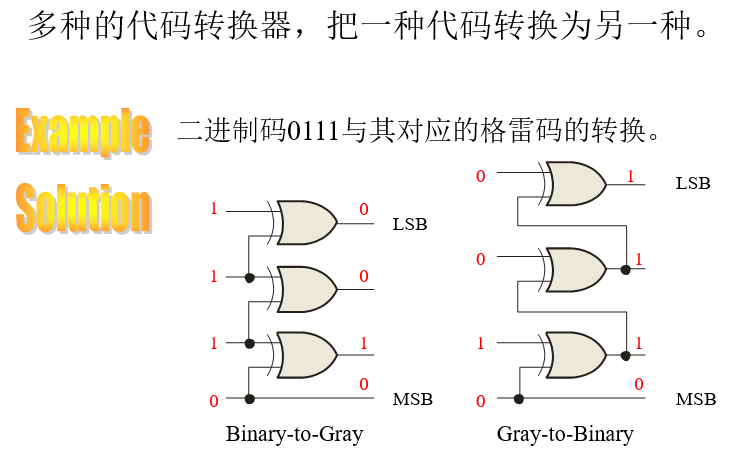 多种的代码转换器，把一种代码转换为另一种。
Example
二进制码0111与其对应的格雷码的转换。
Solution
1
0
LSB
1
0
1
1
0
0
MSB
Binary-to-Gray
0
1
LSB
0
1
1
1
0
0
MSB
Gray-to-Binary